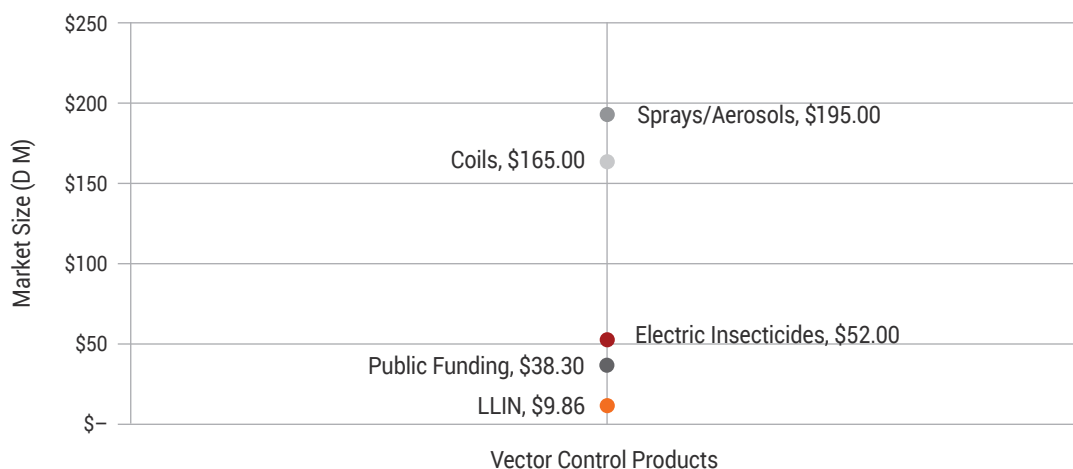 $250
$200
$150
$100
$50
$–
Market Size (D M)
Sprays/Aerosols, $195.00
Coils, $165.00
Electric Insecticides, $52.00
Public Funding, $38.30
LLIN, $9.86
Vector Control Products